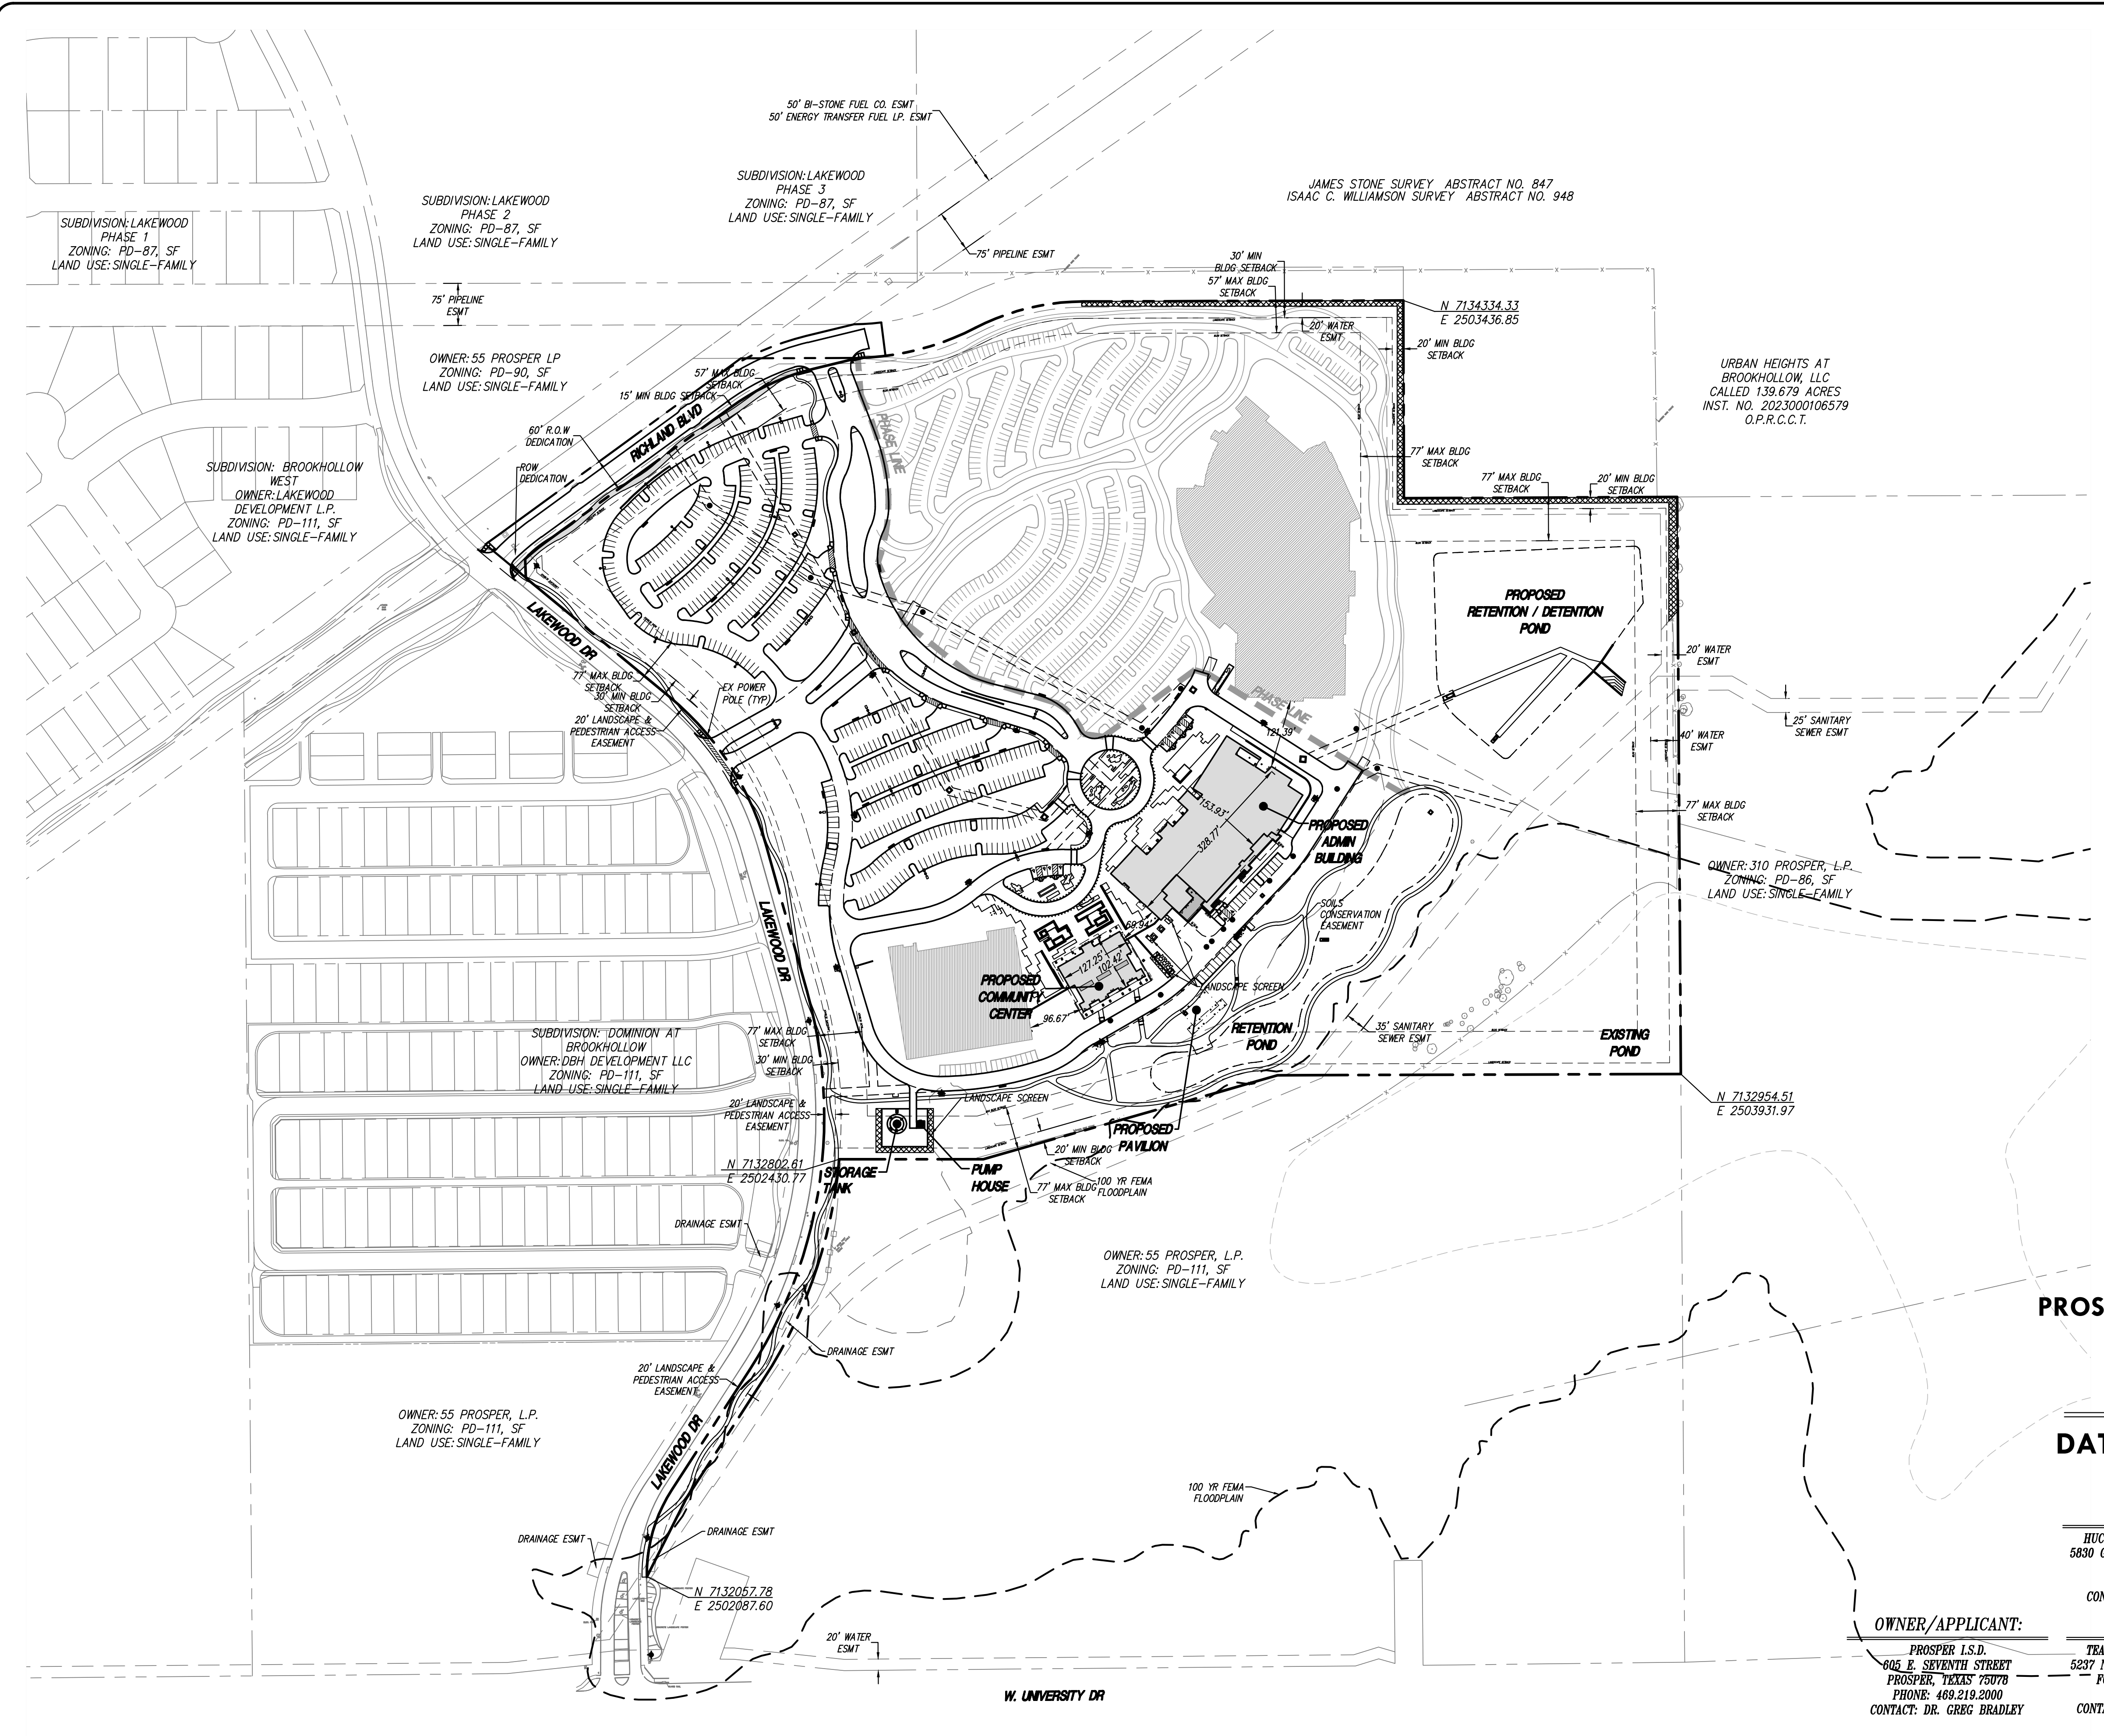 50' BI-STONE FUEL CO. ESMT
50' ENERGY TRANSFER FUEL LP. ESMT
SUBDIVISION: LAKEWOOD
PHASE 3
ZONING: PD-87, SF
LAND USE: SINGLE-FAMILY
JAMES STONE SURVEY ABSTRACT NO. 847
ISAAC C. WILLIAMSON SURVEY ABSTRACT NO. 948
SUBDIVISION: LAKEWOOD
PHASE 2
ZONING: PD-87, SF
LAND USE: SINGLE-FAMILY
SUBDIVISION: LAKEWOOD
PHASE 1
ZONING: PD-87, SF
LAND USE: SINGLE-FAMILY
75' PIPELINE ESMT
30' MIN
BLDG SETBACK
57' MAX BLDG
SETBACK
75' PIPELINE
ESMT
N 7134334.33
E 2503436.85
20' WATER
ESMT
20' MIN BLDG
SETBACK
OWNER: 55 PROSPER LP
ZONING: PD-90, SF
LAND USE: SINGLE-FAMILY
57' MAX BLDG
SETBACK
15' MIN BLDG SETBACK
URBAN HEIGHTS AT
BROOKHOLLOW, LLC
CALLED 139.679 ACRES
INST. NO. 2023000106579
O.P.R.C.C.T.
RICHLAND BLVD
60' R.O.W
DEDICATION
PHASE LINE
ROW
DEDICATION
77' MAX BLDG
SETBACK
77' MAX BLDG
SETBACK
20' MIN BLDG
SETBACK
SUBDIVISION: BROOKHOLLOW
WEST
OWNER: LAKEWOOD
DEVELOPMENT L.P.
ZONING: PD-111, SF
LAND USE: SINGLE-FAMILY
PROPOSED
RETENTION / DETENTION
POND
LAKEWOOD DR
20' WATER
ESMT
77' MAX BLDG
SETBACK
30' MIN BLDG
SETBACK
20' LANDSCAPE &
PEDESTRIAN ACCESS
EASEMENT
EX POWER
POLE (TYP)
PHASE LINE
25' SANITARY
SEWER ESMT
40' WATER
ESMT
121.39'
153.93'
328.77'
77' MAX BLDG
SETBACK
PROPOSED
ADMIN
BUILDING
OWNER: 310 PROSPER, L.P.
ZONING: PD-86, SF
LAND USE: SINGLE-FAMILY
SOILS
CONSERVATION
EASEMENT
LAKEWOOD DR
69.94'
127.25'
102.42'
PROPOSED
COMMUNITY
CENTER
LANDSCAPE SCREEN
96.67'
RETENTION
POND
35' SANITARY
SEWER ESMT
EXISTING
POND
SUBDIVISION: DOMINION AT
BROOKHOLLOW
OWNER: DBH DEVELOPMENT LLC
ZONING: PD-111, SF
LAND USE: SINGLE-FAMILY
77' MAX BLDG
SETBACK
30' MIN BLDG
SETBACK
20' LANDSCAPE &
PEDESTRIAN ACCESS
EASEMENT
LANDSCAPE SCREEN
N 7132954.51
E 2503931.97
PROPOSED
PAVILION
20' MIN BLDG
SETBACK
N 7132802.61
E 2502430.77
STORAGE
TANK
PUMP
HOUSE
77' MAX BLDG
SETBACK
100 YR FEMA
FLOODPLAIN
DRAINAGE ESMT
OWNER: 55 PROSPER, L.P.
ZONING: PD-111, SF
LAND USE: SINGLE-FAMILY
PROS
DRAINAGE ESMT
20' LANDSCAPE &
PEDESTRIAN ACCESS
EASEMENT
OWNER: 55 PROSPER, L.P.
ZONING: PD-111, SF
LAND USE: SINGLE-FAMILY
LAKEWOOD DR
DAT
100 YR FEMA
FLOODPLAIN
DRAINAGE ESMT
DRAINAGE ESMT
HUC
5830 G
N 7132057.78
E 2502087.60
CON
20' WATER
ESMT
OWNER/APPLICANT:
PROSPER I.S.D.
605 E. SEVENTH STREET
PROSPER, TEXAS 75078
PHONE: 469.219.2000
CONTACT: DR. GREG BRADLEY
TEA
5237 N
FO
CONTA
W. UNIVERSITY DR